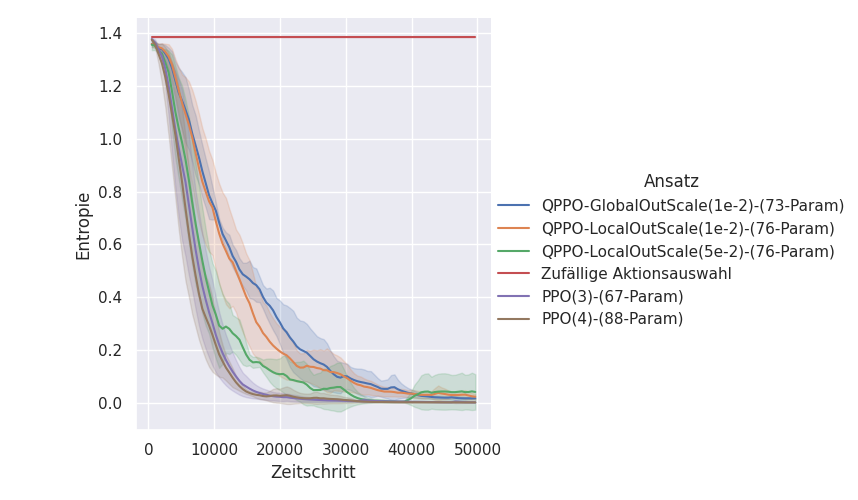 1.4
1.2
1.0
0.8
0.6
0.4
0.2
0.0
Entropie
0 10000 20000 30000 40000 50000
Zeitschritt
Ansatz
QPPO-GlobalOutScale(1e-2)-(73-Param)
QPPO-LocalOutScale(1e-2)-(76-Param)
QPPO-LocalOutScale(5e-2)-(76-Param)
Zufällige Aktionsauswahl
PPO(3)-(67-Param)
PPO(4)-(88-Param)